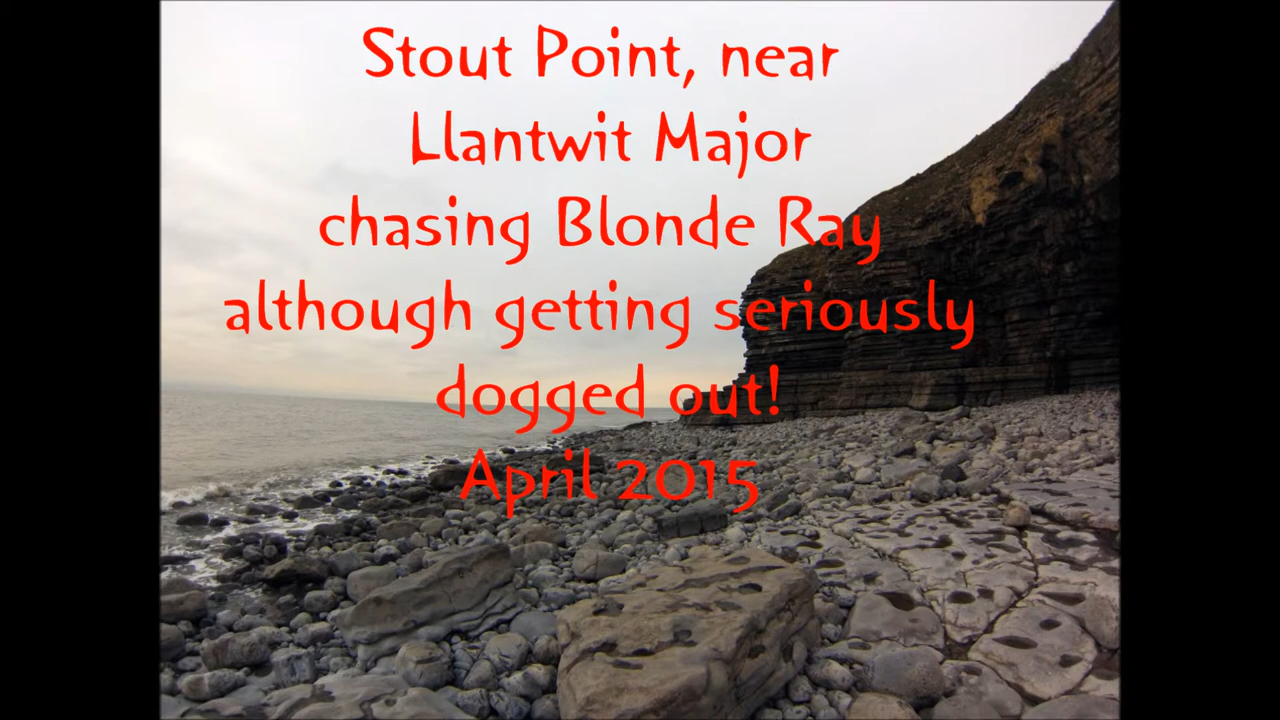 Stout Point, near
Llantwit Major
chasing Blonde Ray
although getting seriously
dogged out!
April 2015